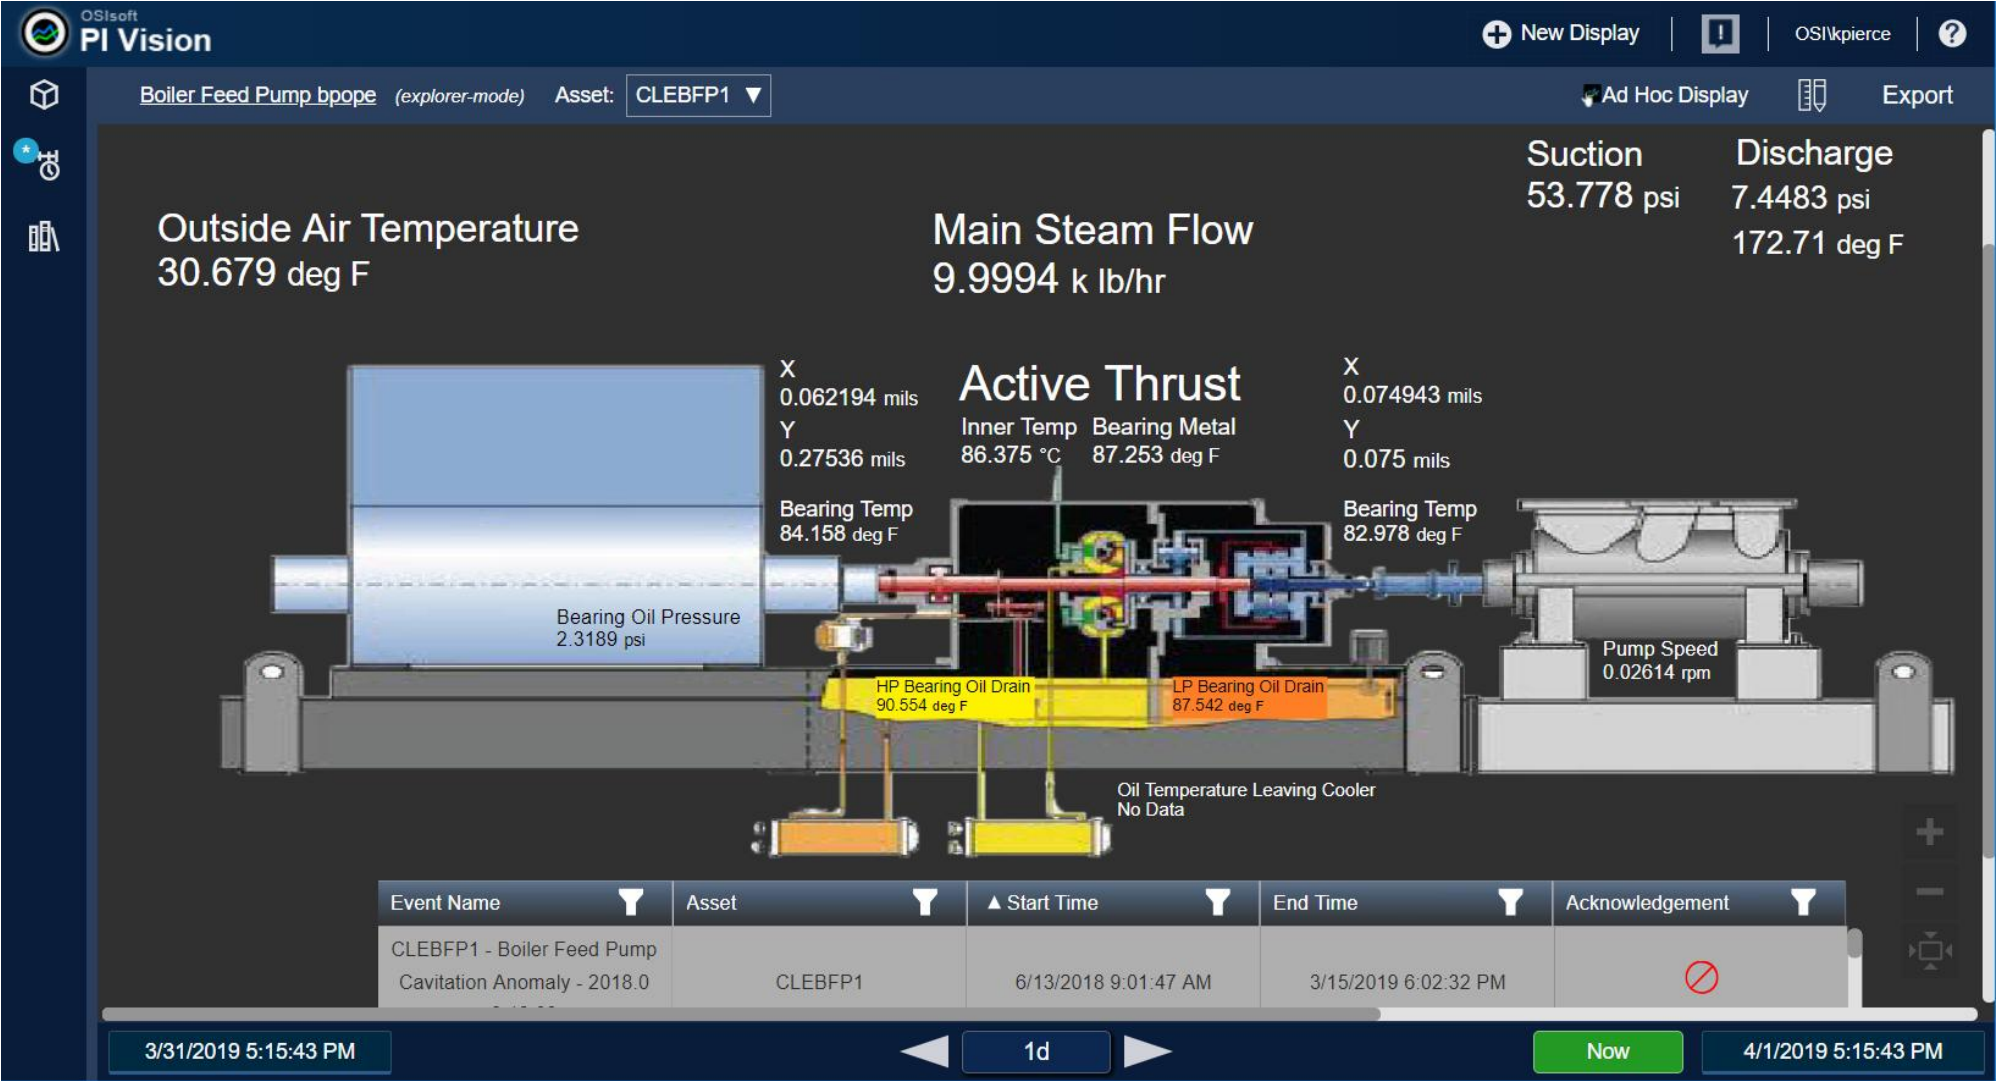 OSIsoft
PI Vision
New Display
OSI\kpierce
Boiler Feed Pump bpope (explorer-mode) Asset: CLEBFP1
Ad Hoc Display
Export
Suction
53.778 psi
Discharge
7.4483 psi
172.71 deg F
Outside Air Temperature
30.679 deg F
Main Steam Flow
9.9994 k lb/hr
X
0.062194 mils
Y
0.27536 mils
Bearing Temp
84.158 deg F
Active Thrust
Inner Temp Bearing Metal
86.375 °C 87.253 deg F
X
0.074943 mils
Y
0.075 mils
Bearing Temp
82.978 deg F
Bearing Oil Pressure
2.3189 psi
Pump Speed
0.02614 rpm
HP Bearing Oil Drain
90.554 deg F
LP Bearing Oil Drain
87.542 deg F
Oil Temperature Leaving Cooler
No Data
Event Name Asset ▲ Start Time End Time Acknowledgement
CLEBFP1 - Boiler Feed Pump
Cavitation Anomaly - 2018.0 CLEBFP1 6/13/2018 9:01:47 AM 3/15/2019 6:02:32 PM
3/31/2019 5:15:43 PM
1d
Now
4/1/2019 5:15:43 PM